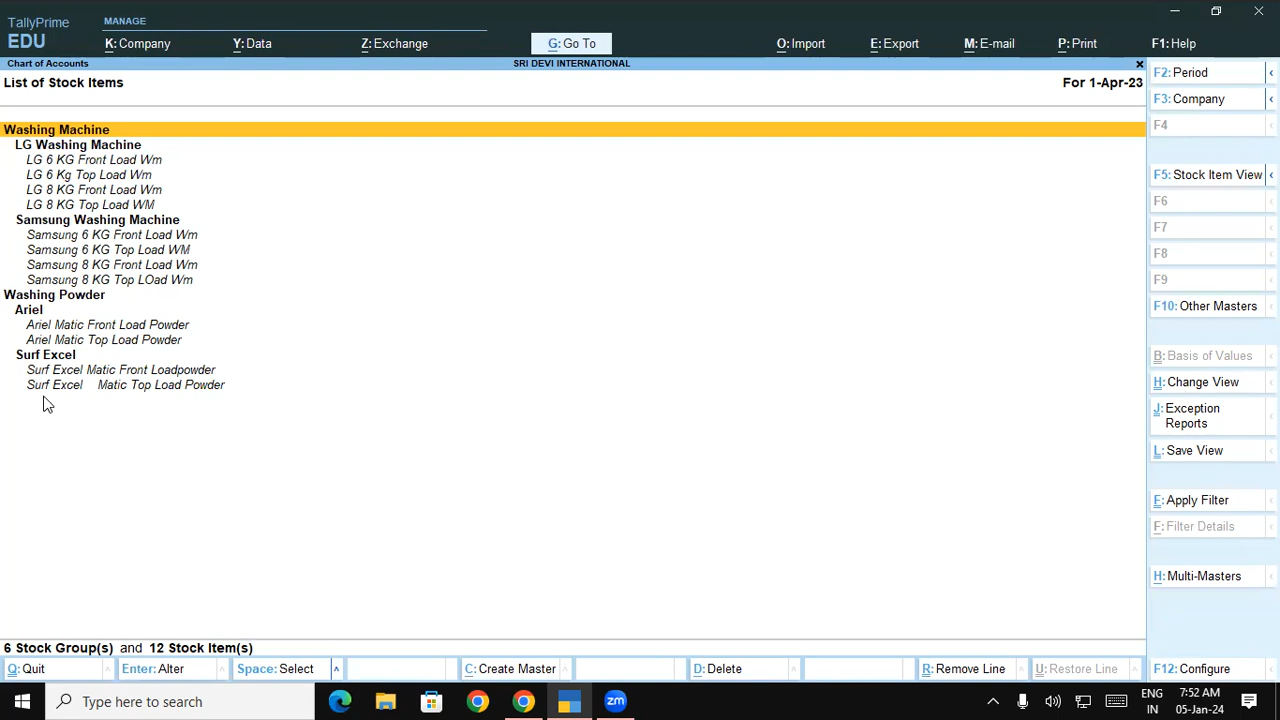 TallyPrime
EDU
MANAGE
K: Company
Y: Data
Z: Exchange
G: Go To
O: Import
E: Export
M: E-mail
P: Print
F1: Help
Chart of Accounts
SRI DEVI INTERNATIONAL
List of Stock Items
For 1-Apr-23
Washing Machine
LG Washing Machine
LG 6 KG Front Load Wm
LG 6 Kg Top Load Wm
LG 8 KG Front Load Wm
LG 8 KG Top Load WM
Samsung Washing Machine
Samsung 6 KG Front Load Wm
Samsung 6 KG Top Load WM
Samsung 8 KG Front Load Wm
Samsung 8 KG Top LOad Wm
Washing Powder
Ariel
Ariel Matic Front Load Powder
Ariel Matic Top Load Powder
Surf Excel
Surf Excel Matic Front Loadpowder
Surf Excel Matic Top Load Powder
6 Stock Group(s) and 12 Stock Item(s)
F2: Period
F3: Company
F4
F5: Stock Item View
F6
F7
F8
F9
F10: Other Masters
B: Basis of Values
H: Change View
J: Exception
Reports
L: Save View
F: Apply Filter
F: Filter Details
H: Multi-Masters
Q: Quit
Enter: Alter
Space: Select
C: Create Master
D: Delete
R: Remove Line
U: Restore Line
F12: Configure
Type here to search
zm
ENG
IN
7:52 AM
05-Jan-24